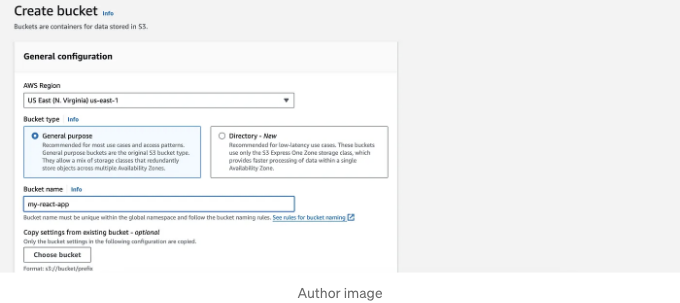 Create bucket Info
Buckets are containers for data stored in S3.
General configuration
AWS Region
US East (N. Virginia) us-east-1
Bucket type Info
General purpose
Recommended for most use cases and access patterns.
General purpose buckets are the original S3 bucket type.
They allow a mix of storage classes that redundantly
store objects across multiple Availability Zones.
Directory - New
Recommended for low-latency use cases. These buckets
use only the S3 Express One Zone storage class, which
provides faster processing of data within a single
Availability Zone.
Bucket name Info
my-react-app
Bucket name must be unique within the global namespace and follow the bucket naming rules. See rules for bucket naming
Copy settings from existing bucket - optional
Only the bucket settings in the following configuration are copied.
Choose bucket
Format: s3://bucket/prefix
Author image